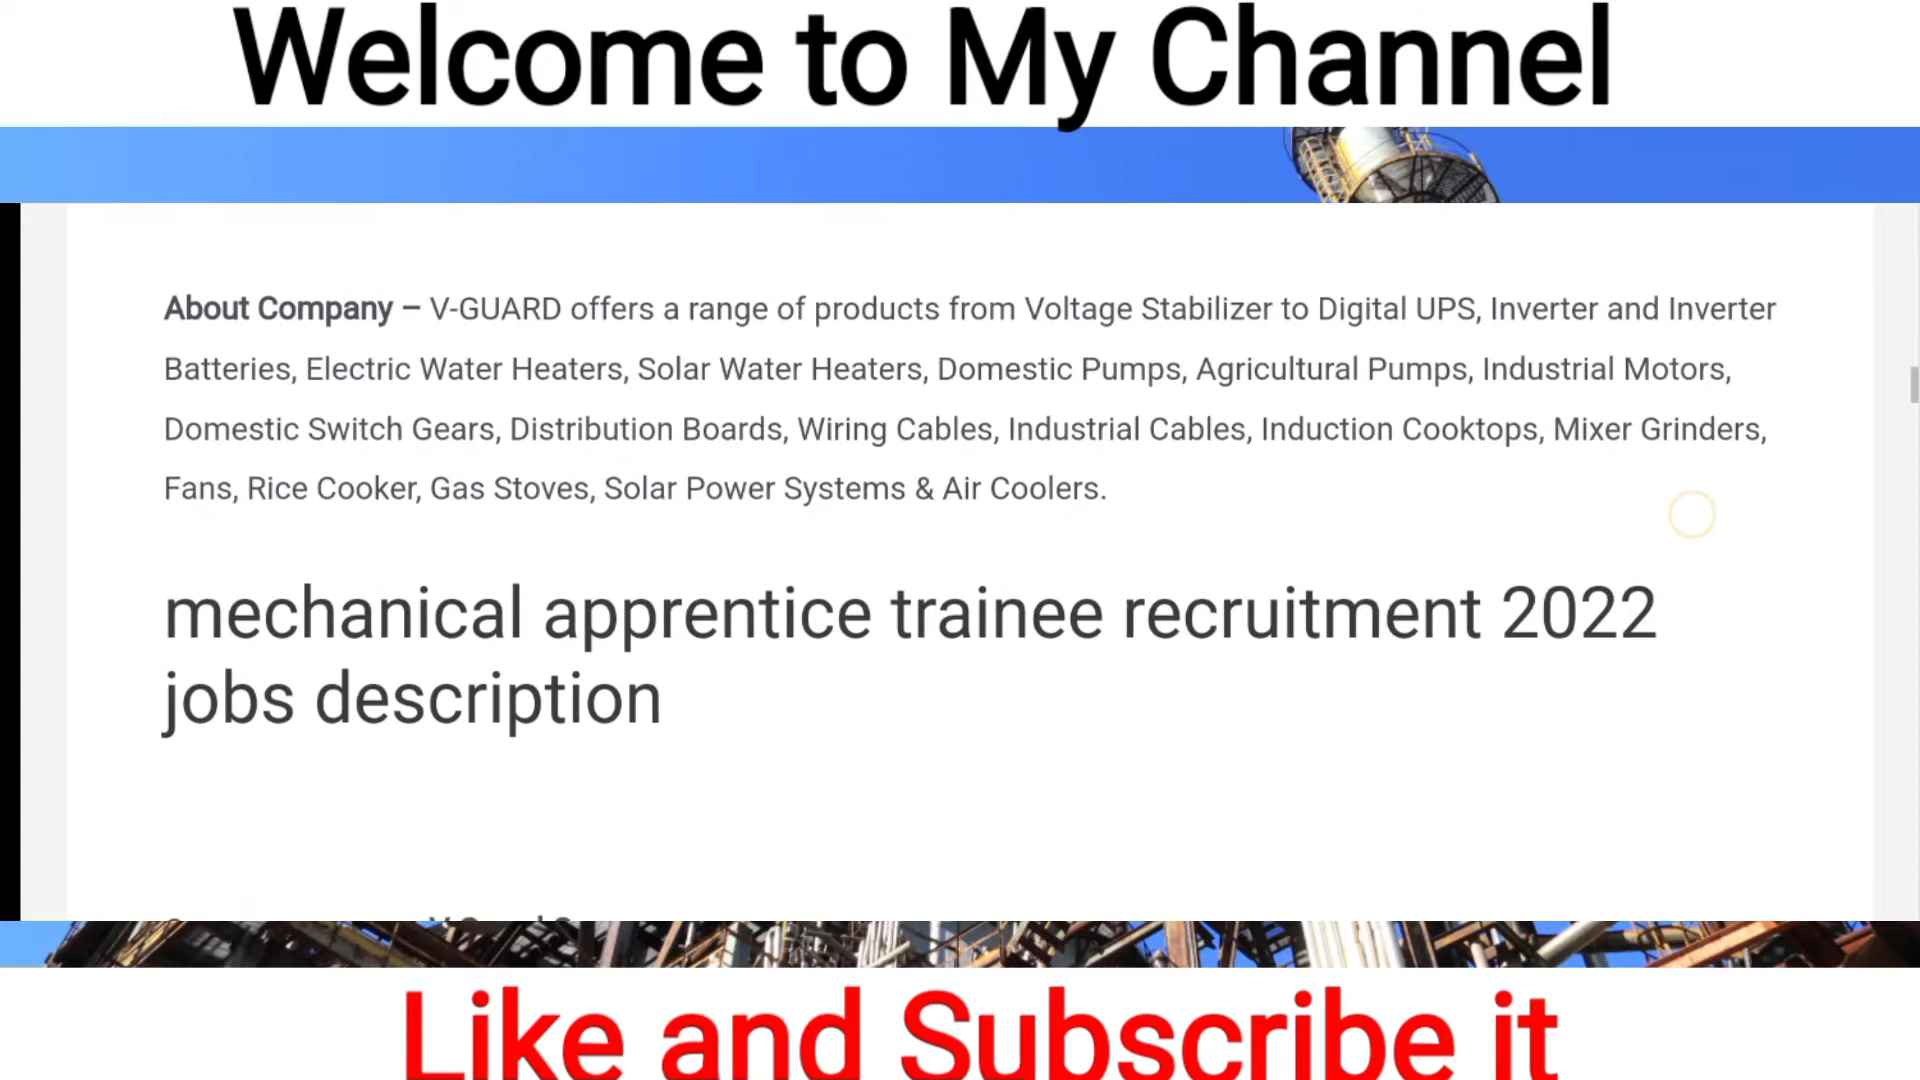 Welcome to My Channel
About Company – V-GUARD offers a range of products from Voltage Stabilizer to Digital UPS, Inverter and Inverter
Batteries, Electric Water Heaters, Solar Water Heaters, Domestic Pumps, Agricultural Pumps, Industrial Motors,
Domestic Switch Gears, Distribution Boards, Wiring Cables, Industrial Cables, Induction Cooktops, Mixer Grinders,
Fans, Rice Cooker, Gas Stoves, Solar Power Systems & Air Coolers.
mechanical apprentice trainee recruitment 2022
jobs description
Like and Subscribe it